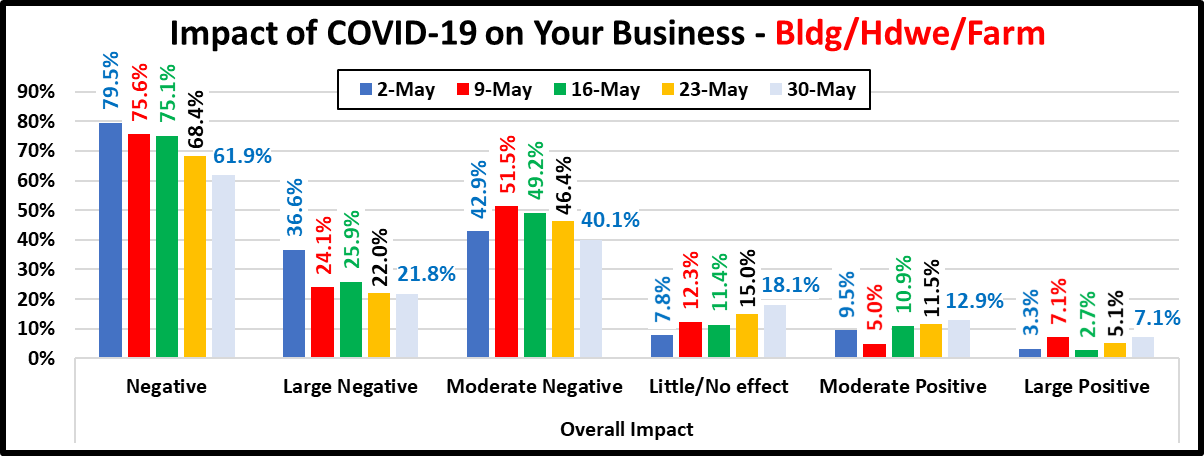 Impact of COVID-19 on Your Business - Bldg/Hdwe/Farm
2-May 9-May 16-May 23-May 30-May
90%
80%
70%
60%
50%
40%
30%
20%
10%
0%
79.5% 75.6% 75.1% 68.4% 61.9%
36.6% 24.1% 25.9% 22.0% 21.8%
42.9% 51.5% 49.2% 46.4% 40.1%
7.8% 12.3% 11.4% 15.0% 18.1%
9.5% 5.0% 10.9% 11.5% 12.9%
3.3% 7.1% 2.7% 5.1% 7.1%
Negative Large Negative Moderate Negative Little/No effect Moderate Positive Large Positive
Overall Impact